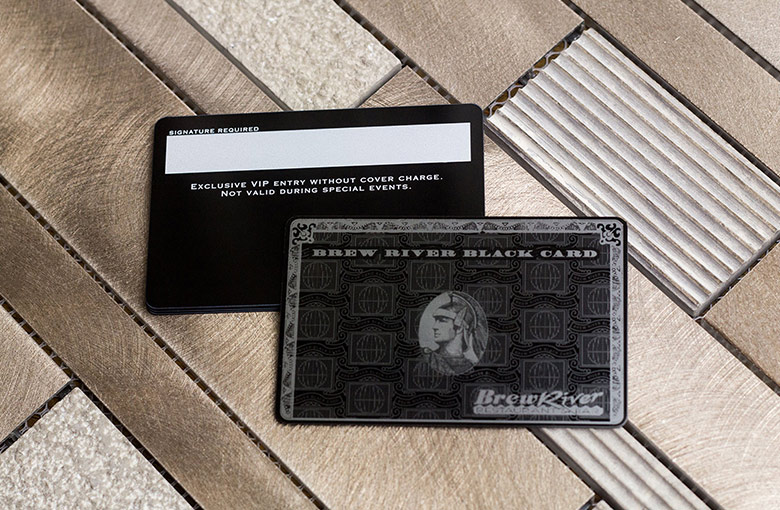 SIGNATURE REQUIRED
EXCLUSIVE VIP ENTRY WITHOUT COVER CHARGE.
NOT VALID DURING SPECIAL EVENTS.
BREW RIVER BLACK CARD
BrewRiver